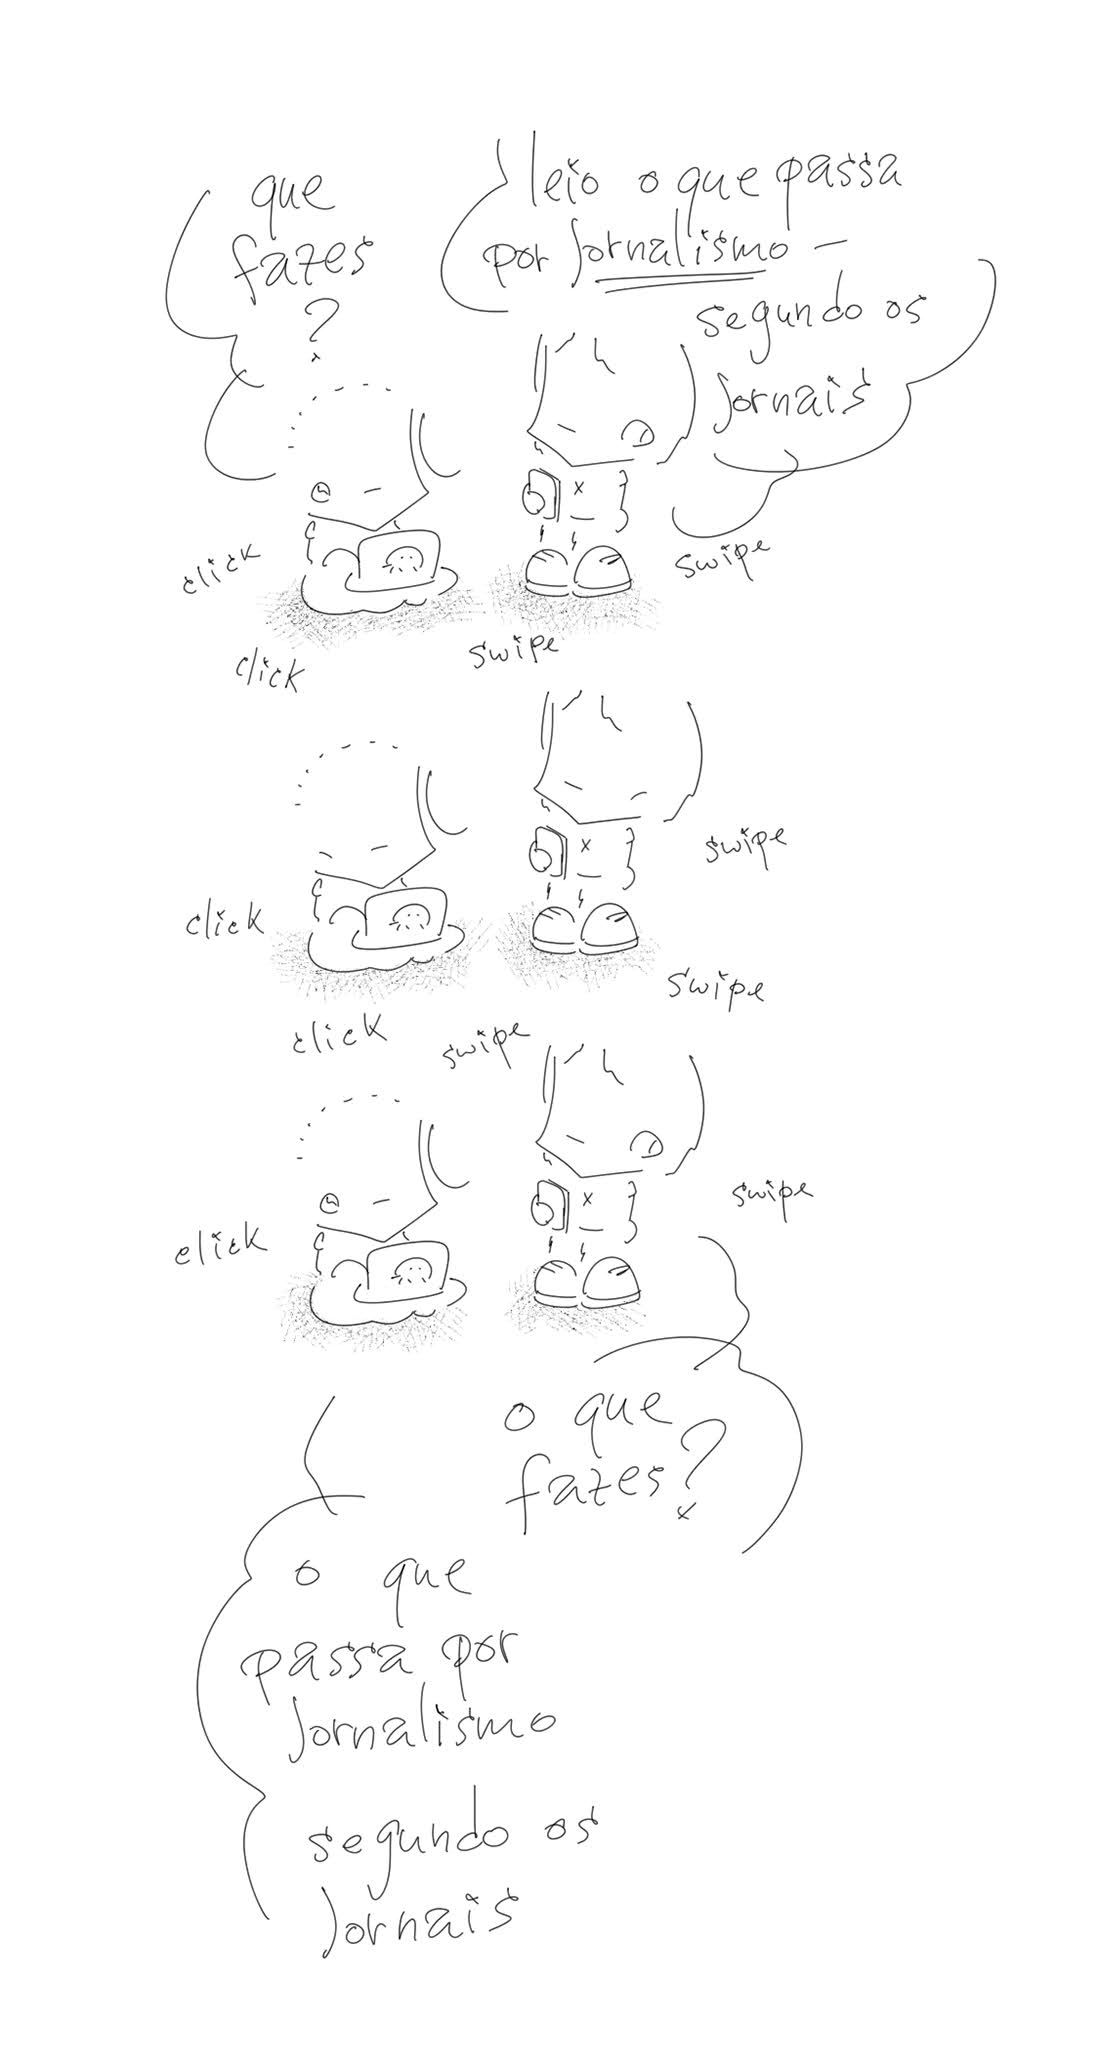 que
fazes
?
leio o que passa
por jornalismo –
segundo os
jornais
click
click
swipe
swipe
swipe
click
swipe
click
swipe
click
swipe
o que
fazes?
o que
passa por
jornalismo
segundo os
jornais